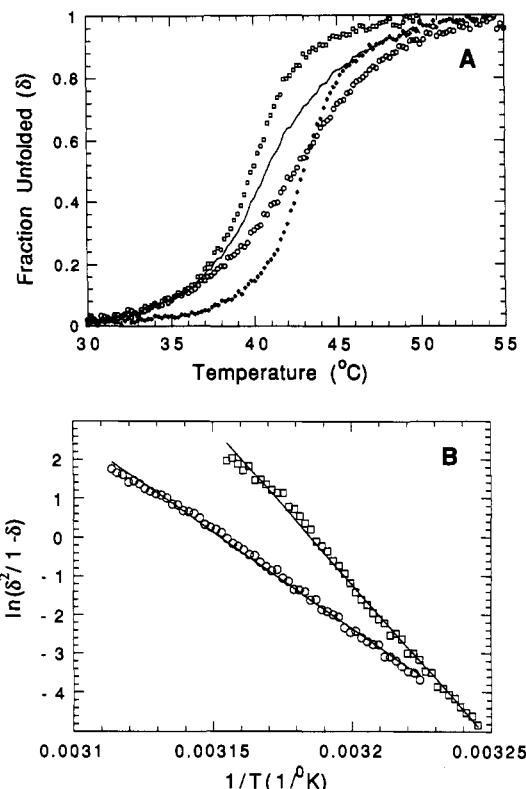 A
1
0.8
0.6
0.4
0.2
0
Fraction Unfolded (δ)
30 35 40 45 50 55
Temperature (°C)
B
2
1
0
- 1
- 2
- 3
- 4
ln(δ²/ 1 -δ)
0.0031 0.00315 0.0032 0.00325
1/T(1/⁰K)